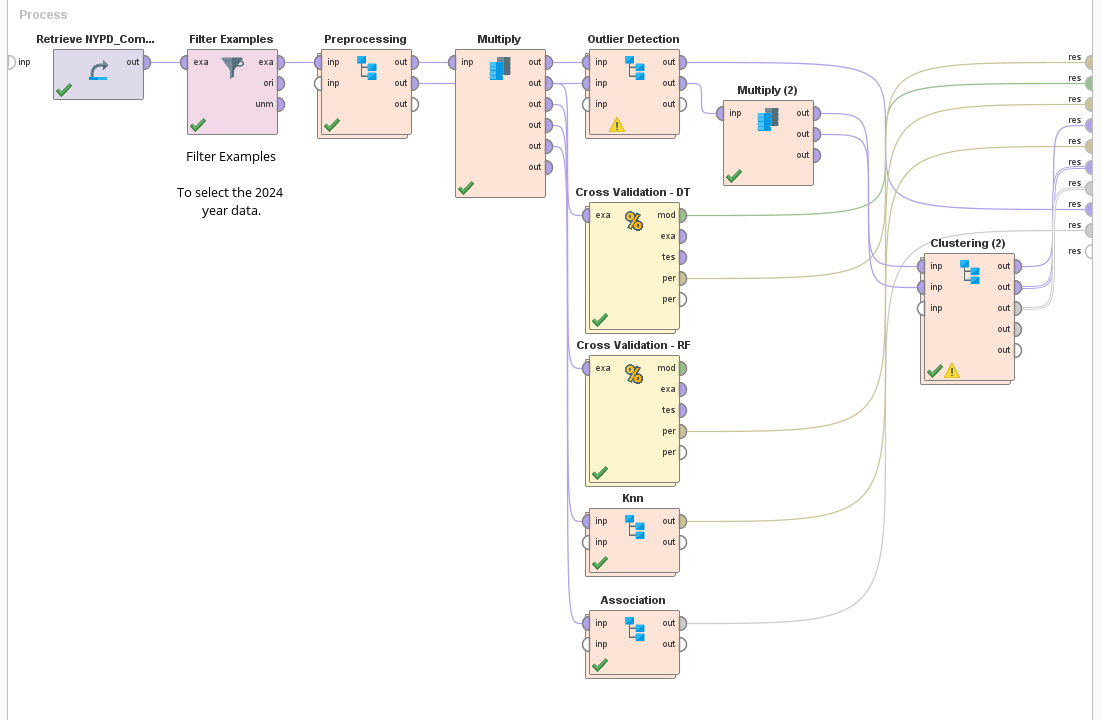 Process
inp
Retrieve NYPD_Com...
out
Filter Examples
exa
exa
ori
unm
Filter Examples
To select the 2024
year data.
Preprocessing
inp
out
inp
out
out
Multiply
inp
out
out
out
out
out
out
Outlier Detection
inp
out
inp
out
inp
out
Multiply (2)
inp
out
out
out
Cross Validation - DT
exa
mod
exa
tes
per
per
Cross Validation - RF
exa
mod
exa
tes
per
per
Knn
inp
out
inp
out
Association
inp
out
inp
out
Clustering (2)
inp
out
inp
out
inp
out
out
out
res
res
res
res
res
res
res
res
res
res